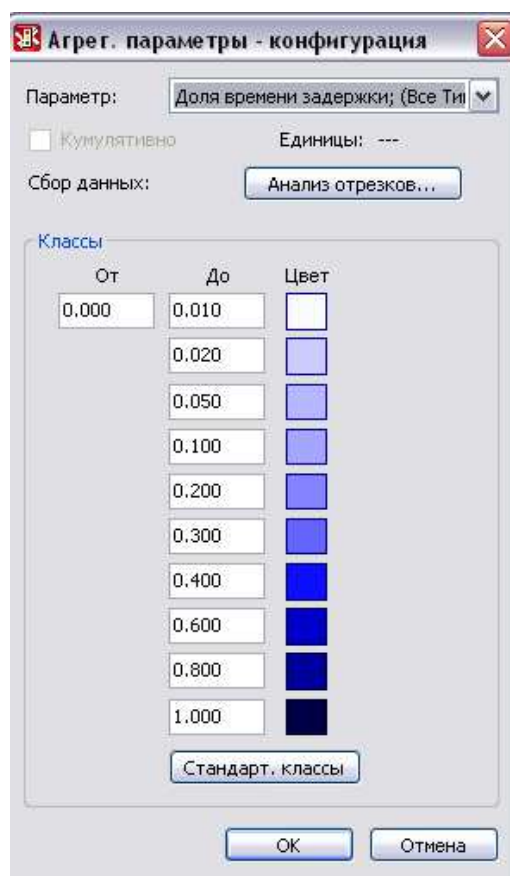 Агрег. параметры - конфигурация
Параметр: Доля времени задержки; (Все Ти
Кумулятивно Единицы: ---
Сбор данных: Анализ отрезков...
Классы
От До Цвет
0.000 0.010
0.020
0.050
0.100
0.200
0.300
0.400
0.600
0.800
1.000
Стандарт. классы
OK Отмена